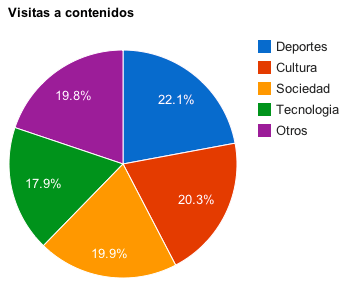 Visitas a contenidos
Deportes
Cultura
Sociedad
Tecnologia
Otros
22.1%
20.3%
19.9%
17.9%
19.8%